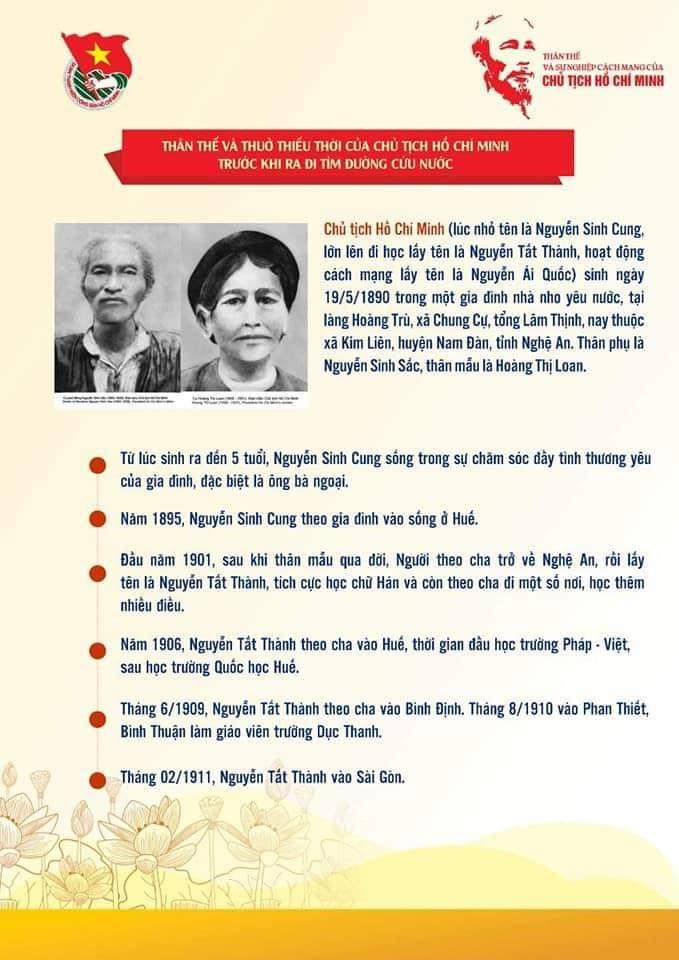 THÂN THẾ
VÀ SỰ NGHIỆP CÁCH MẠNG CỦA
CHỦ TỊCH HỒ CHÍ MINH
THÂN THẾ VÀ THUỞ THIẾU THỜI CỦA CHỦ TỊCH HỒ CHÍ MINH
TRƯỚC KHI RA ĐI TÌM ĐƯỜNG CỨU NƯỚC
Chủ tịch Hồ Chí Minh (lúc nhỏ tên là Nguyễn Sinh Cung,
lớn lên đi học lấy tên là Nguyễn Tất Thành, hoạt động
cách mạng lấy tên là Nguyễn Ái Quốc) sinh ngày
19/5/1890 trong một gia đình nhà nho yêu nước, tại
làng Hoàng Trù, xã Chung Cự, tổng Lâm Thịnh, nay thuộc
xã Kim Liên, huyện Nam Đàn, tỉnh Nghệ An. Thân phụ là
Nguyễn Sinh Sắc, thân mẫu là Hoàng Thị Loan.
Từ lúc sinh ra đến 5 tuổi, Nguyễn Sinh Cung sống trong sự chăm sóc đầy tình thương yêu
của gia đình, đặc biệt là ông bà ngoại.
Năm 1895, Nguyễn Sinh Cung theo gia đình vào sống ở Huế.
Đầu năm 1901, sau khi thân mẫu qua đời, Người theo cha trở về Nghệ An, rồi lấy
tên là Nguyễn Tất Thành, tích cực học chữ Hán và còn theo cha đi một số nơi, học thêm
nhiều điều.
Năm 1906, Nguyễn Tất Thành theo cha vào Huế, thời gian đầu học trường Pháp - Việt,
sau học trường Quốc học Huế.
Tháng 6/1909, Nguyễn Tất Thành theo cha vào Bình Định. Tháng 8/1910 vào Phan Thiết,
Bình Thuận làm giáo viên trường Dục Thanh.
Tháng 02/1911, Nguyễn Tất Thành vào Sài Gòn.